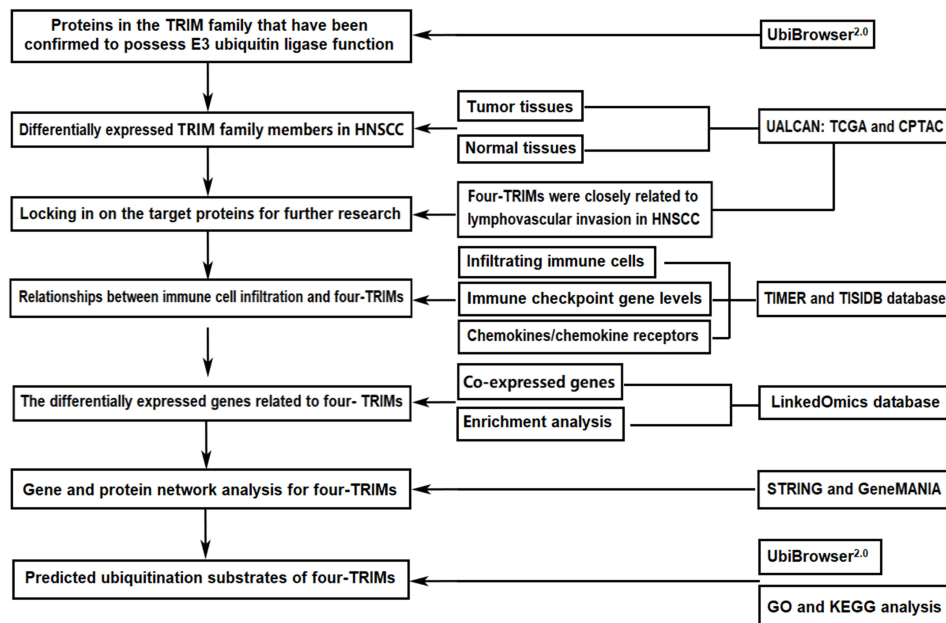 Proteins in the TRIM family that have been
confirmed to possess E3 ubiquitin ligase function
UbiBrowser2.0
Tumor tissues
Differentially expressed TRIM family members in HNSCC
UALCAN: TCGA and CPTAC
Normal tissues
Four-TRIMs were closely related to
lymphovascular invasion in HNSCC
Locking in on the target proteins for further research
Infiltrating immune cells
Relationships between immune cell infiltration and four-TRIMs
Immune checkpoint gene levels
TIMER and TISIDB database
Chemokines/chemokine receptors
Co-expressed genes
The differentially expressed genes related to four- TRIMs
LinkedOmics database
Enrichment analysis
Gene and protein network analysis for four-TRIMs
STRING and GeneMANIA
UbiBrowser2.0
Predicted ubiquitination substrates of four-TRIMs
GO and KEGG analysis